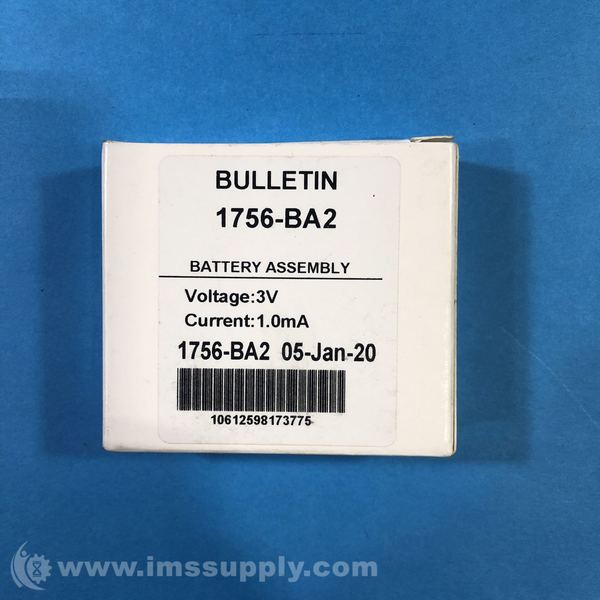 BULLETIN
1756-BA2
BATTERY ASSEMBLY
Voltage:3V
Current:1.0mA
1756-BA2 05-Jan-20
10612598173775
www.imssupply.com